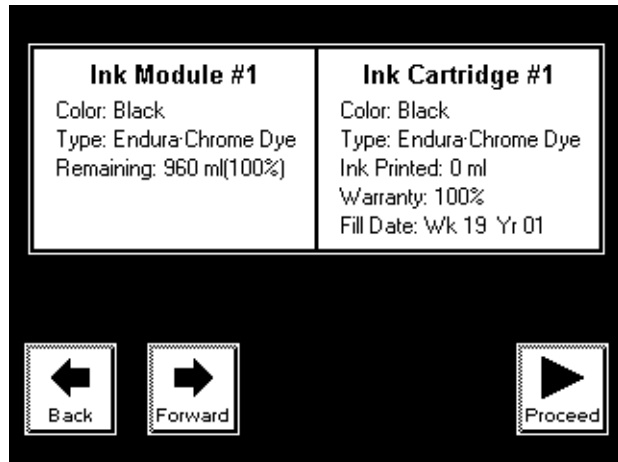 Ink Module #1
Color: Black
Type: Endura-Chrome Dye
Remaining: 960 ml(100%)
Ink Cartridge #1
Color: Black
Type: Endura-Chrome Dye
Ink Printed: 0 ml
Warranty: 100%
Fill Date: Wk 19 Yr 01
Back
Forward
Proceed